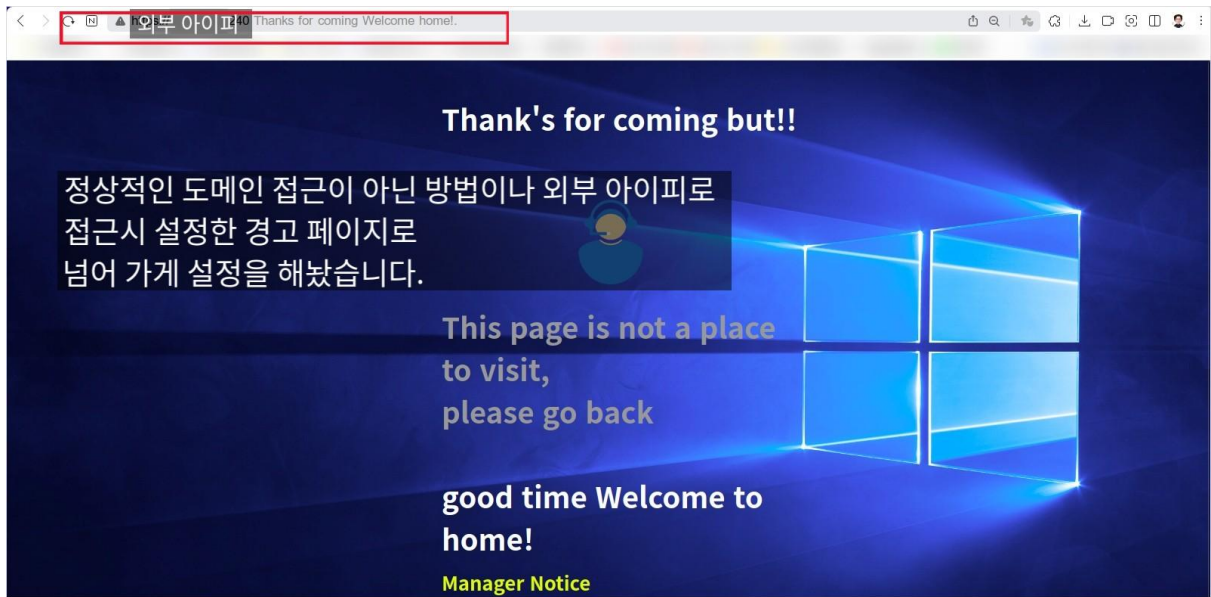 외부 아이피 240 Thanks for coming Welcome home!.
Thank's for coming but!!
정상적인 도메인 접근이 아닌 방법이나 외부 아이피로
접근시 설정한 경고 페이지로
넘어 가게 설정을 해놨습니다.
This page is not a place
to visit,
please go back
good time Welcome to
home!
Manager Notice